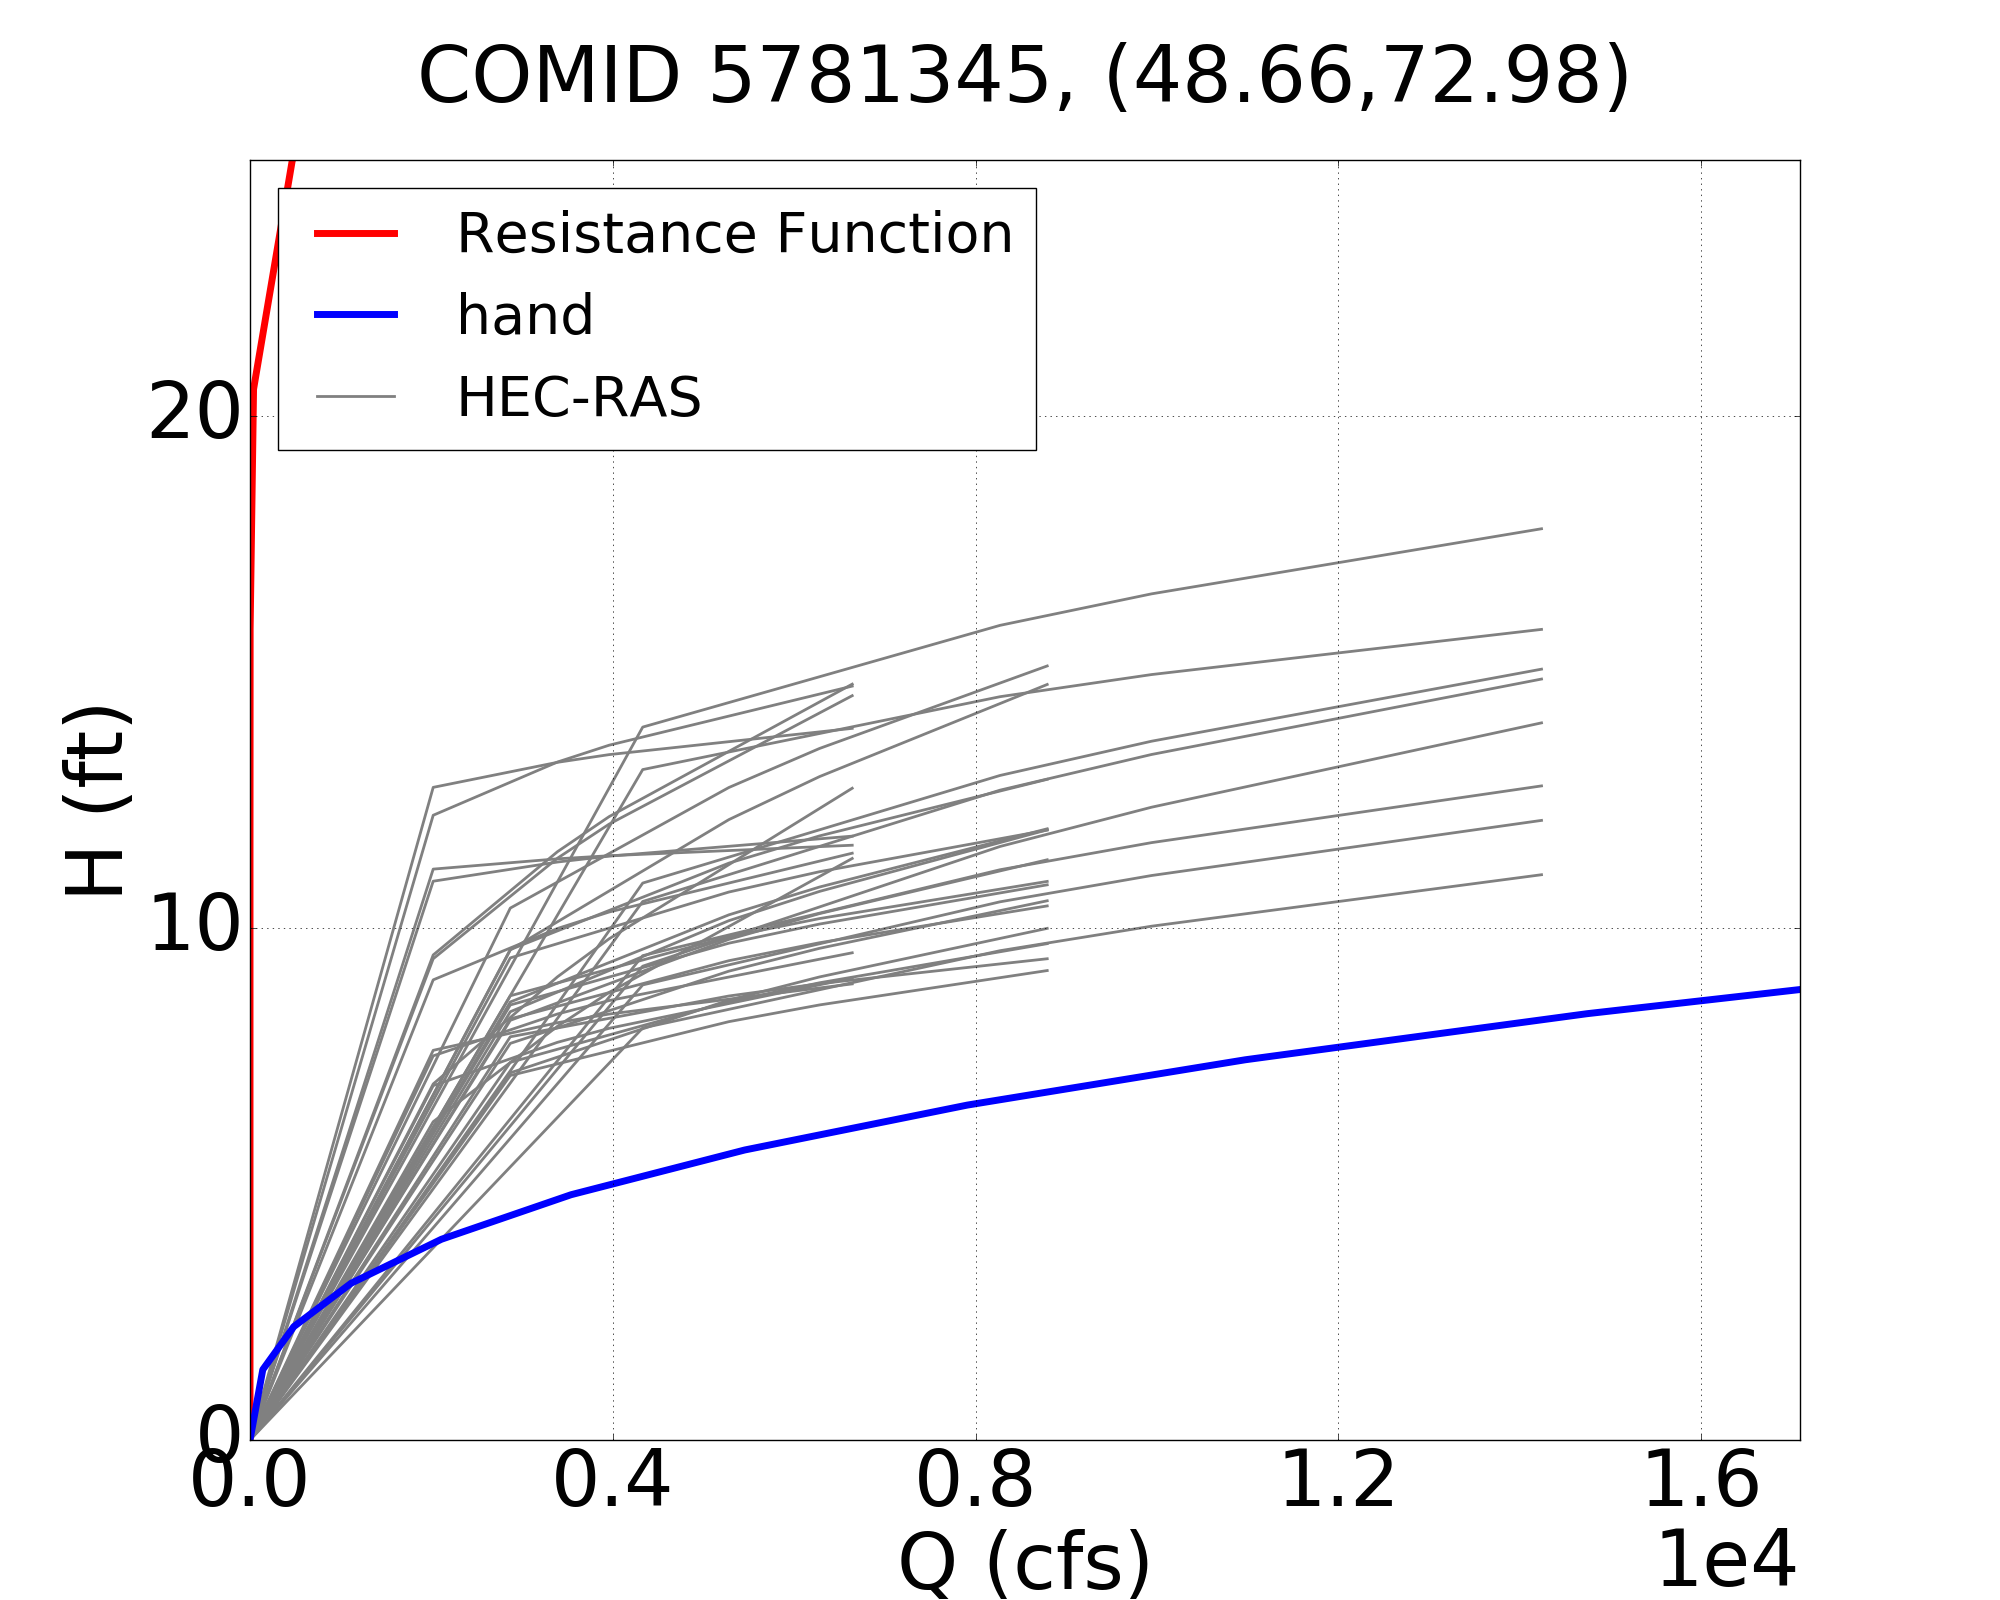 COMID 5781345, (48.66,72.98)
Resistance Function
hand
HEC-RAS
20
10
0
H (ft)
0.0 0.4 0.8 1.2 1.6
1e4
Q (cfs)